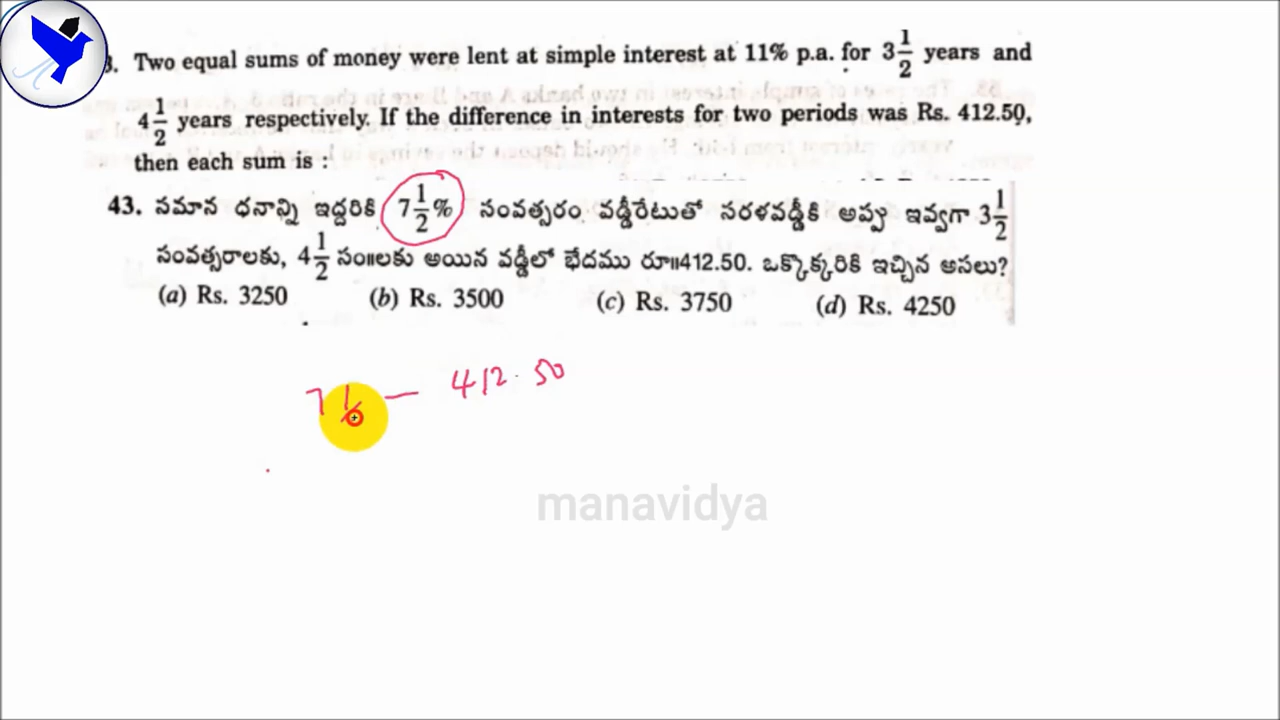 3. Two equal sums of money were lent at simple interest at 11% p.a. for 3 1/2 years and
4 1/2 years respectively. If the difference in interests for two periods was Rs. 412.50,
then each sum is :
43. సమాన ధనాన్ని ఇద్దరికి 7 1/2 % సంవత్సరం వడ్డీరేటుతో సరళవడ్డీకి అప్పు ఇవ్వగా 3 1/2
సంవత్సరాలకు, 4 1/2 సం॥లకు అయిన వడ్డీలో భేదము రూ॥412.50. ఒక్కొక్కరికి ఇచ్చిన అసలు?
(a) Rs. 3250 (b) Rs. 3500 (c) Rs. 3750 (d) Rs. 4250
7 1/2 — 412.50
manavidya